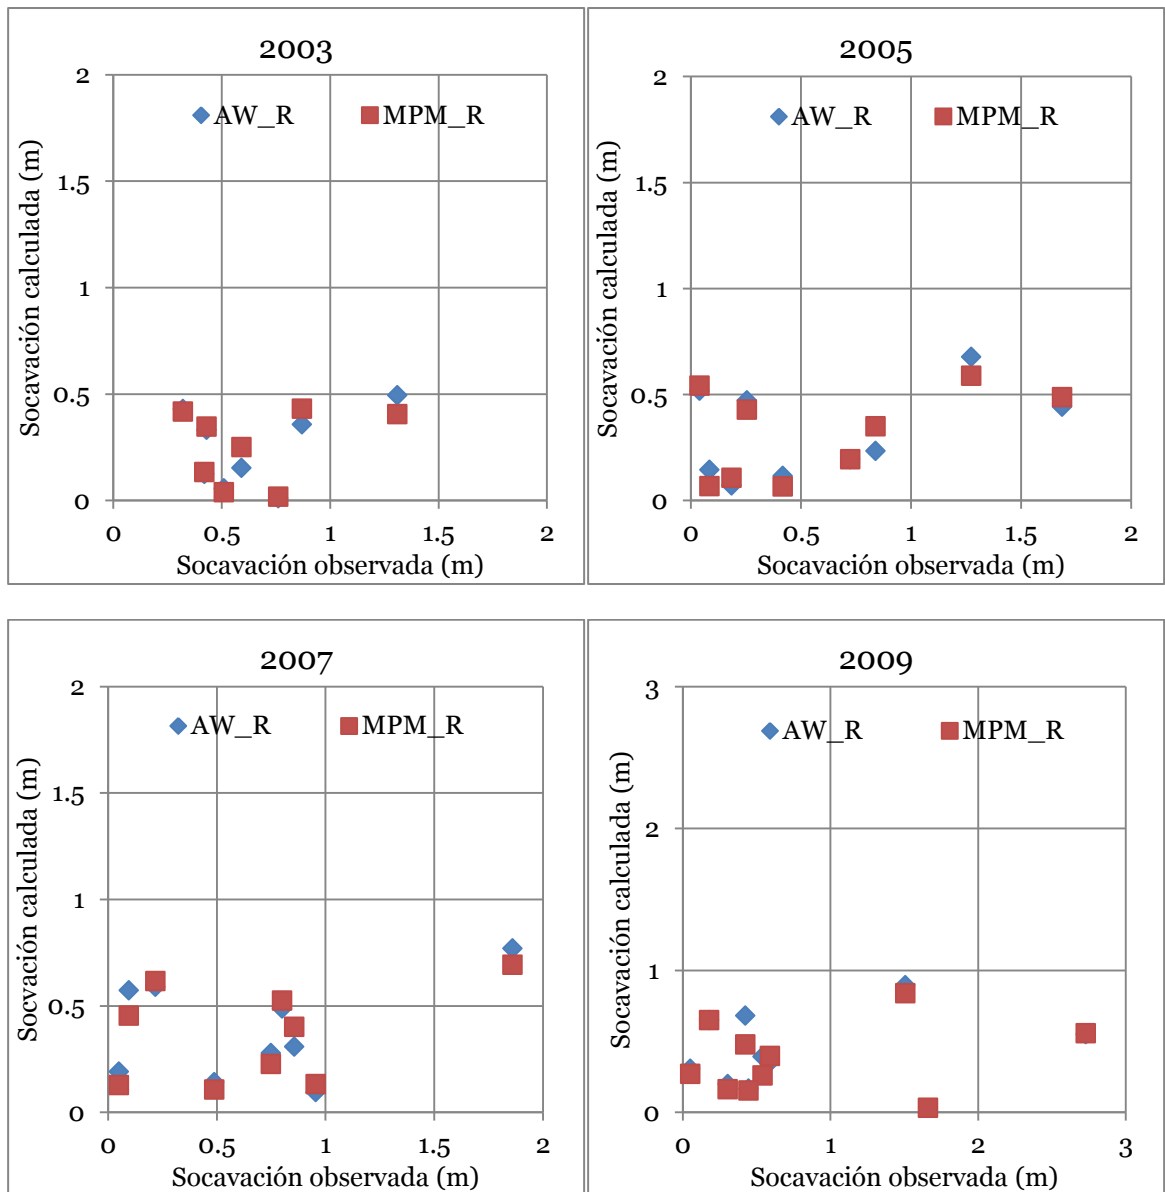 2003
AW_R MPM_R
Socavación calculada (m)
2
1.5
1
0.5
0
0 0.5 1 1.5 2
Socavación observada (m)
2005
AW_R MPM_R
Socavación calculada (m)
2
1.5
1
0.5
0
0 0.5 1 1.5 2
Socavación observada (m)
2007
AW_R MPM_R
Socvación calculada (m)
2
1.5
1
0.5
0
0 0.5 1 1.5 2
Socavación observada (m)
2009
AW_R MPM_R
Socavación calculada (m)
3
2
1
0
0 1 2 3
Socavación observada (m)